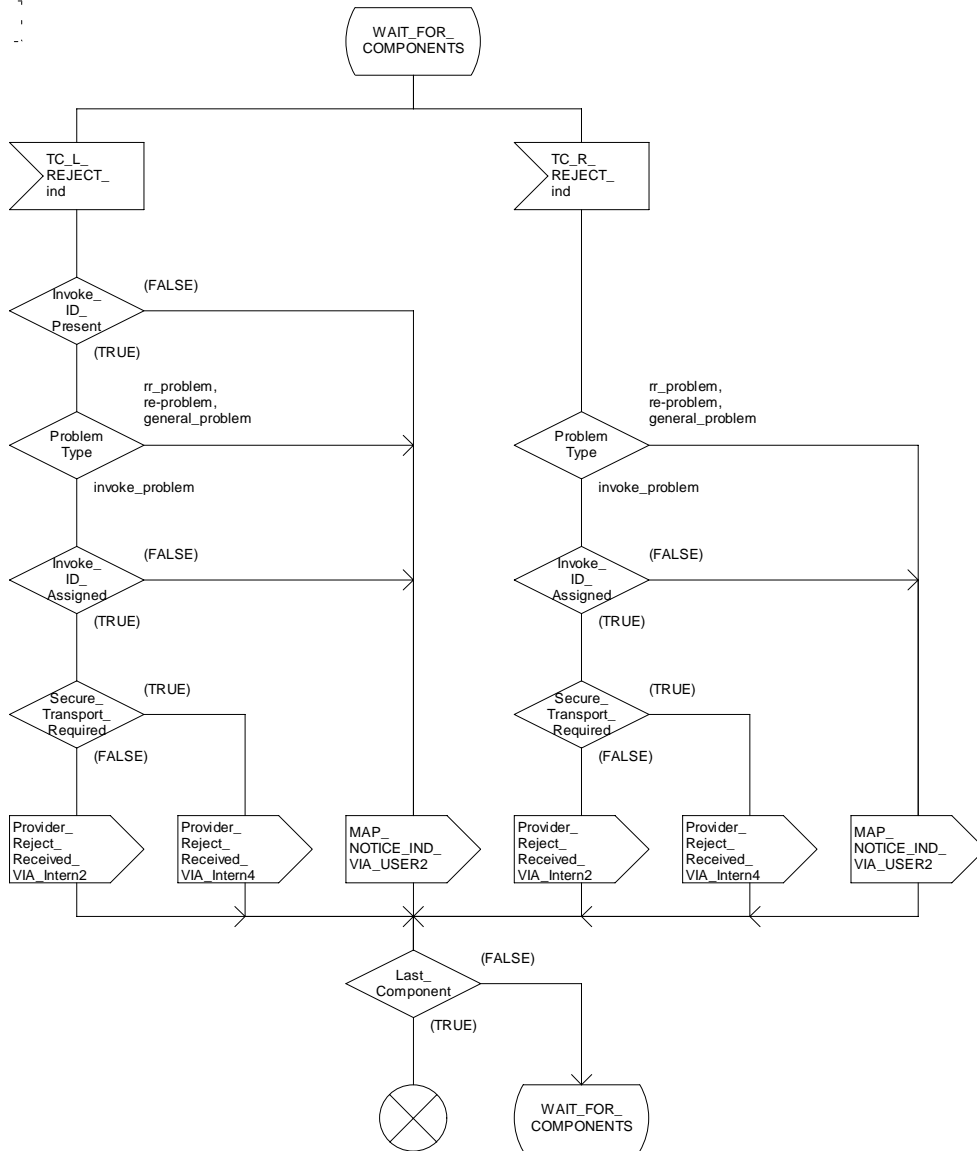 WAIT_FOR_
COMPONENTS
TC_L_
REJECT_
ind
TC_R_
REJECT_
ind
Invoke_
ID_
Present
(FALSE)
(TRUE)
rr_problem,
re-problem,
general_problem
Problem
Type
invoke_problem
rr_problem,
re-problem,
general_problem
Problem
Type
invoke_problem
Invoke_
ID_
Assigned
(FALSE)
(TRUE)
Invoke_
ID_
Assigned
(FALSE)
(TRUE)
Secure_
Transport_
Required
(TRUE)
(FALSE)
Secure_
Transport_
Required
(TRUE)
(FALSE)
Provider_
Reject_
Received_
VIA_Intern2
Provider_
Reject_
Received_
VIA_Intern4
MAP_
NOTICE_IND_
VIA_USER2
Provider_
Reject_
Received_
VIA_Intern2
Provider_
Reject_
Received_
VIA_Intern4
MAP_
NOTICE_IND_
VIA_USER2
Last_
Component
(FALSE)
(TRUE)
WAIT_FOR_
COMPONENTS